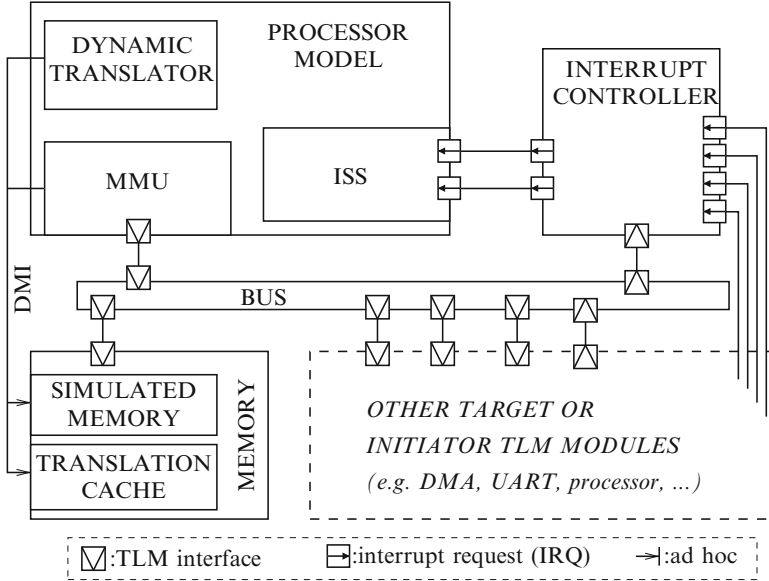 DYNAMIC
TRANSLATOR
PROCESSOR
MODEL
INTERRUPT
CONTROLLER
MMU
ISS
DMI
BUS
SIMULATED
MEMORY
TRANSLATION
CACHE
MEMORY
OTHER TARGET OR
INITIATOR TLM MODULES
(e.g. DMA, UART, processor, ...)
:TLM interface
:interrupt request (IRQ)
:ad hoc